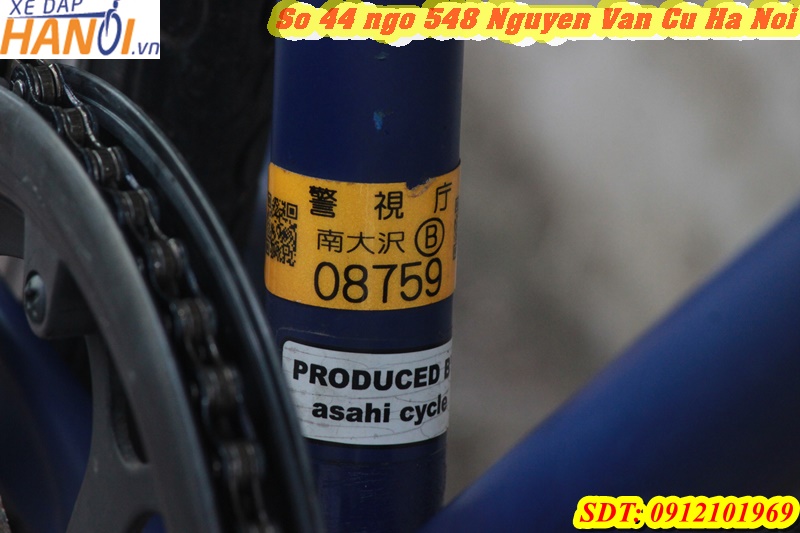 XE ĐẠP
HANOI.vn
So 44 ngo 548 Nguyen Van Cu Ha Noi
警視庁
南大沢 Ⓑ
08759
PRODUCED B
asahi cycle
SDT: 0912101969